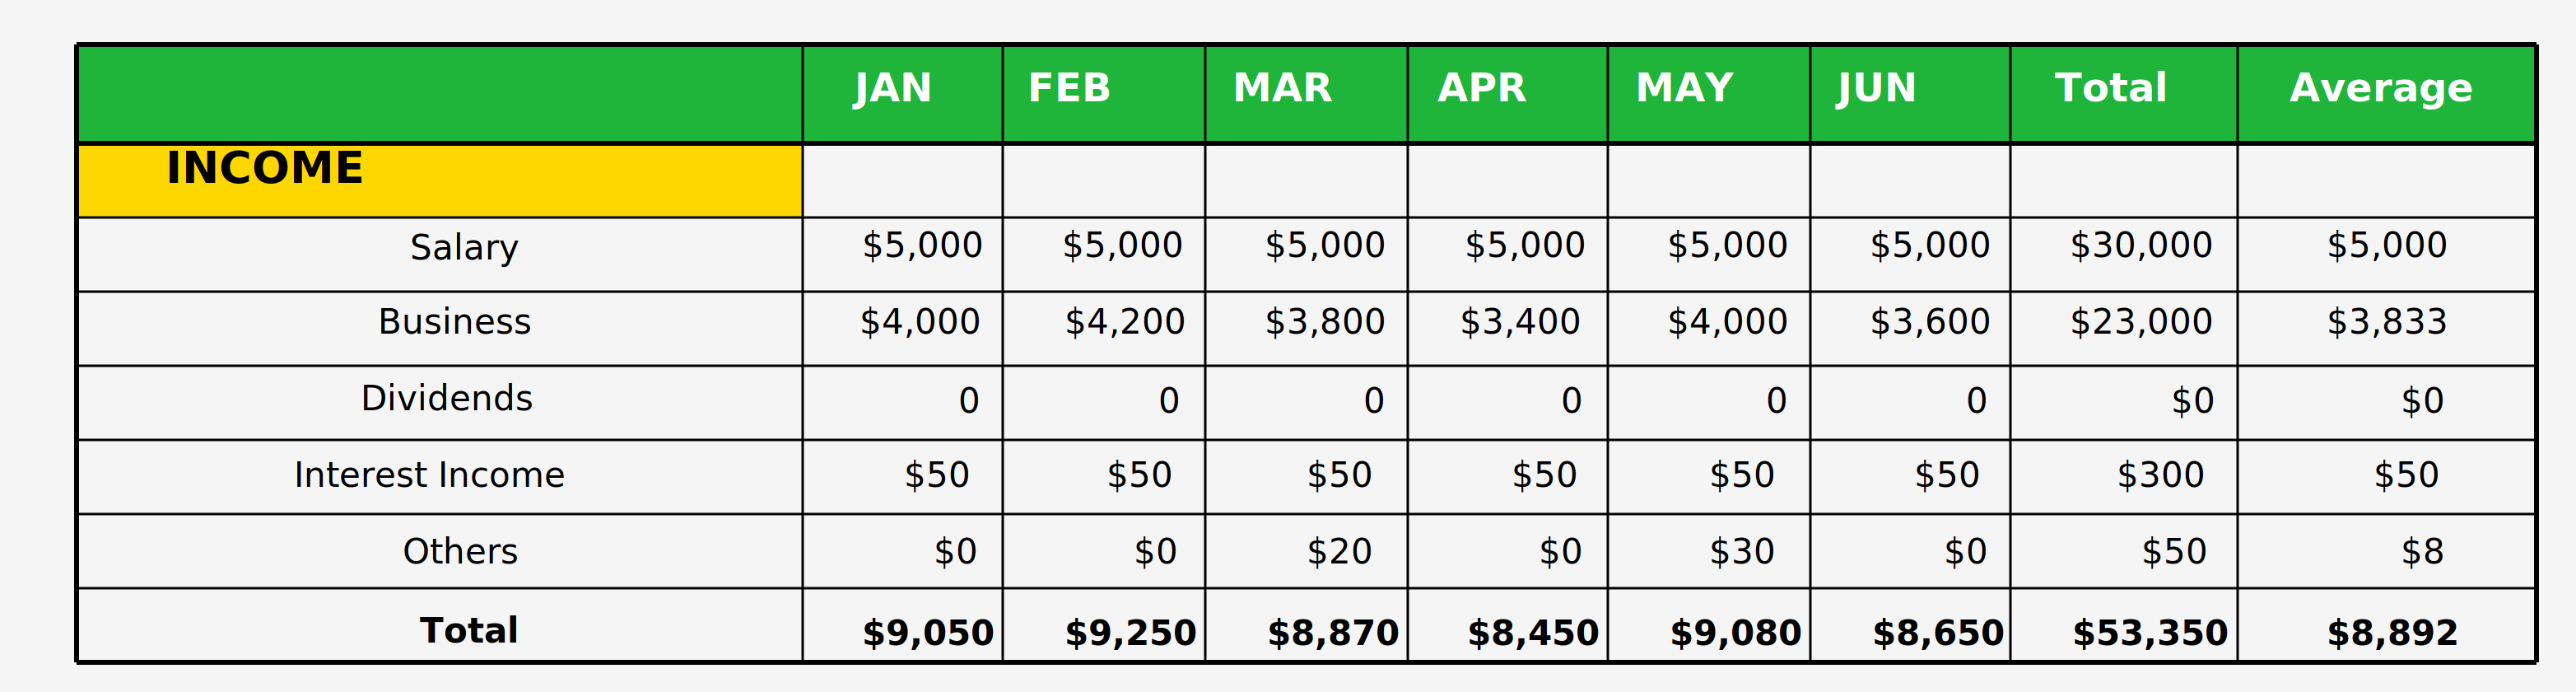 JAN FEB MAR APR MAY JUN Total Average
INCOME
Salary $5,000 $5,000 $5,000 $5,000 $5,000 $5,000 $30,000 $5,000
Business $4,000 $4,200 $3,800 $3,400 $4,000 $3,600 $23,000 $3,833
Dividends 0 0 0 0 0 0 $0 $0
Interest Income $50 $50 $50 $50 $50 $50 $300 $50
Others $0 $0 $20 $0 $30 $0 $50 $8
Total $9,050 $9,250 $8,870 $8,450 $9,080 $8,650 $53,350 $8,892